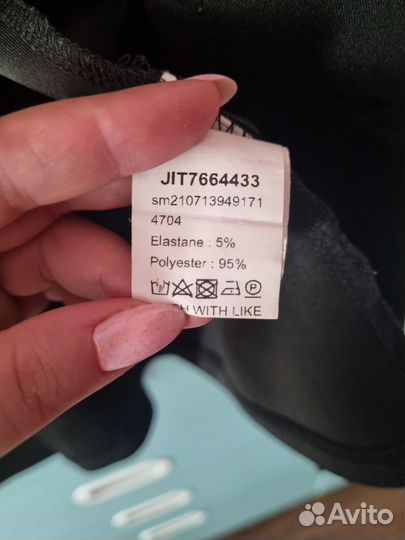 JIT7664433
sm210713949171
4704
Elastane : 5%
Polyester : 95%
WITH LIKE
Avito